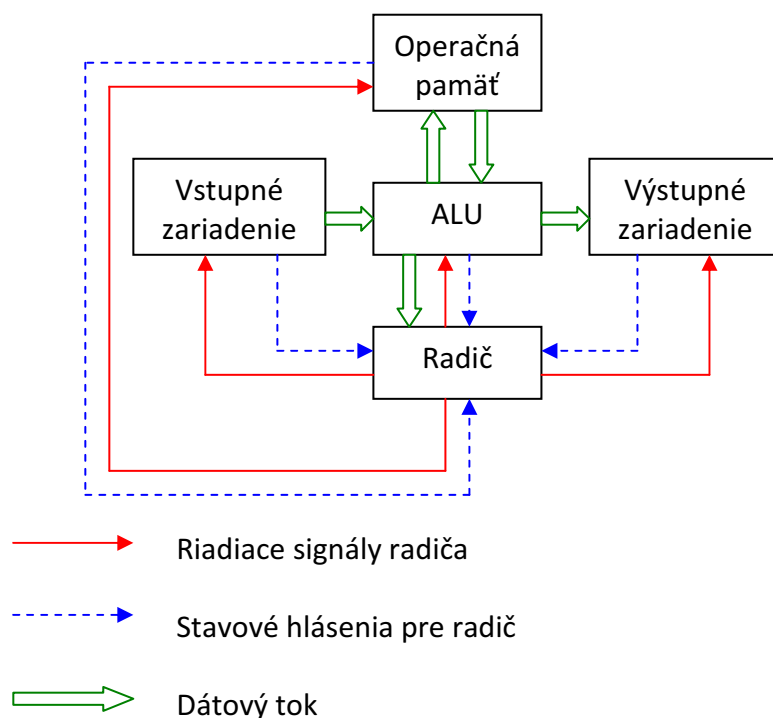 Operačná
pamäť
Vstupné
zariadenie
ALU
Výstupné
zariadenie
Radič
Riadiace signály radiča
Stavové hlásenia pre radič
Dátový tok